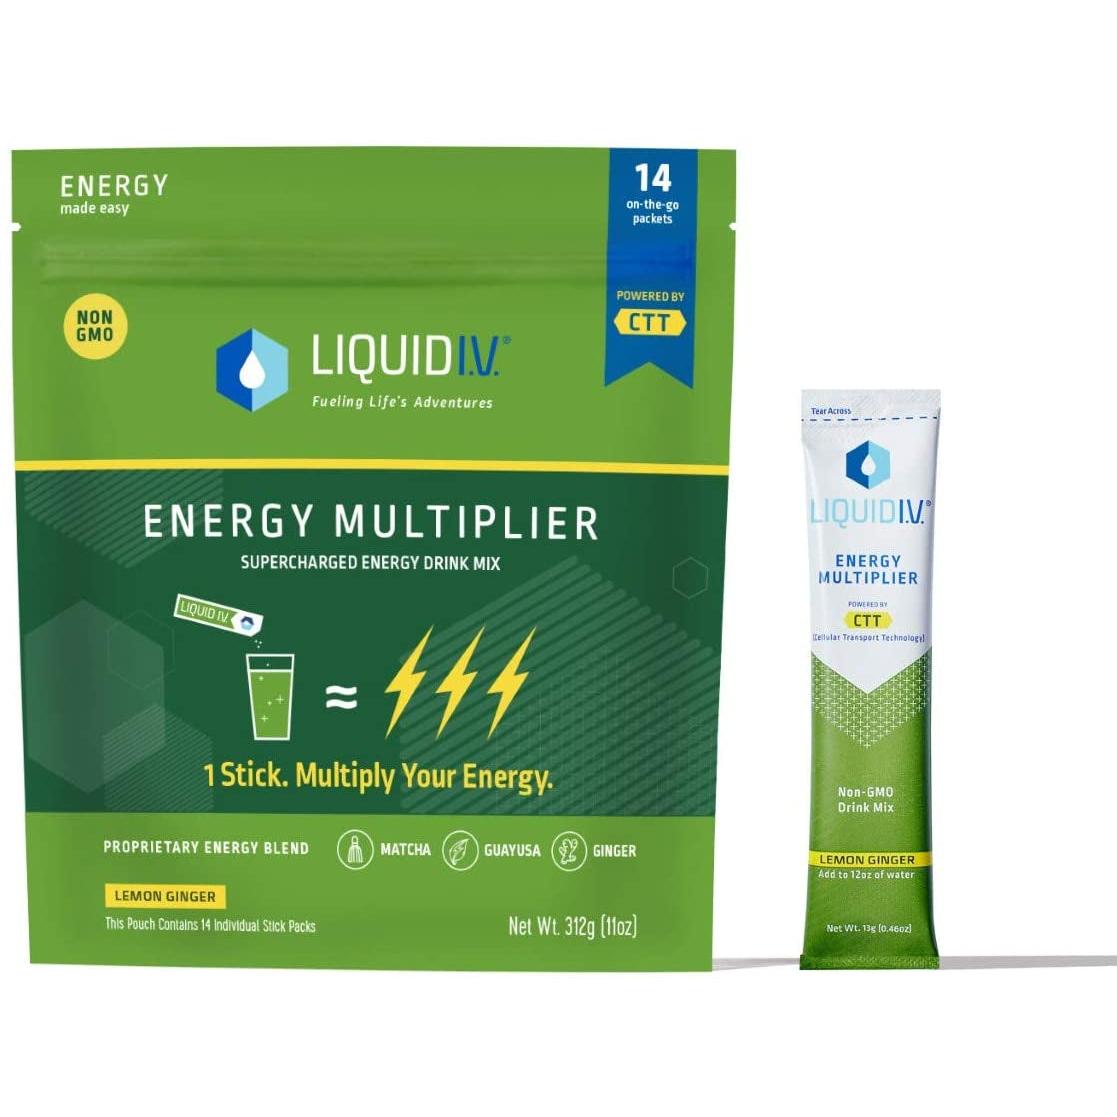 ENERGY
made easy
14
on-the-go
packets
POWERED BY
CTT
NON
GMO
LIQUID I.V.®
Fueling Life's Adventures
ENERGY MULTIPLIER
SUPERCHARGED ENERGY DRINK MIX
LIQUID I.V.
1 Stick. Multiply Your Energy.
PROPRIETARY ENERGY BLEND
MATCHA
GUAYUSA
GINGER
LEMON GINGER
This Pouch Contains 14 Individual Stick Packs
Net Wt. 312g (11oz)
Tear Across
LIQUID I.V.®
ENERGY
MULTIPLIER
POWERED BY
CTT
(Cellular Transport Technology)
Non-GMO
Drink Mix
LEMON GINGER
Add to 12oz of water
Net Wt. 13g (0.46oz)